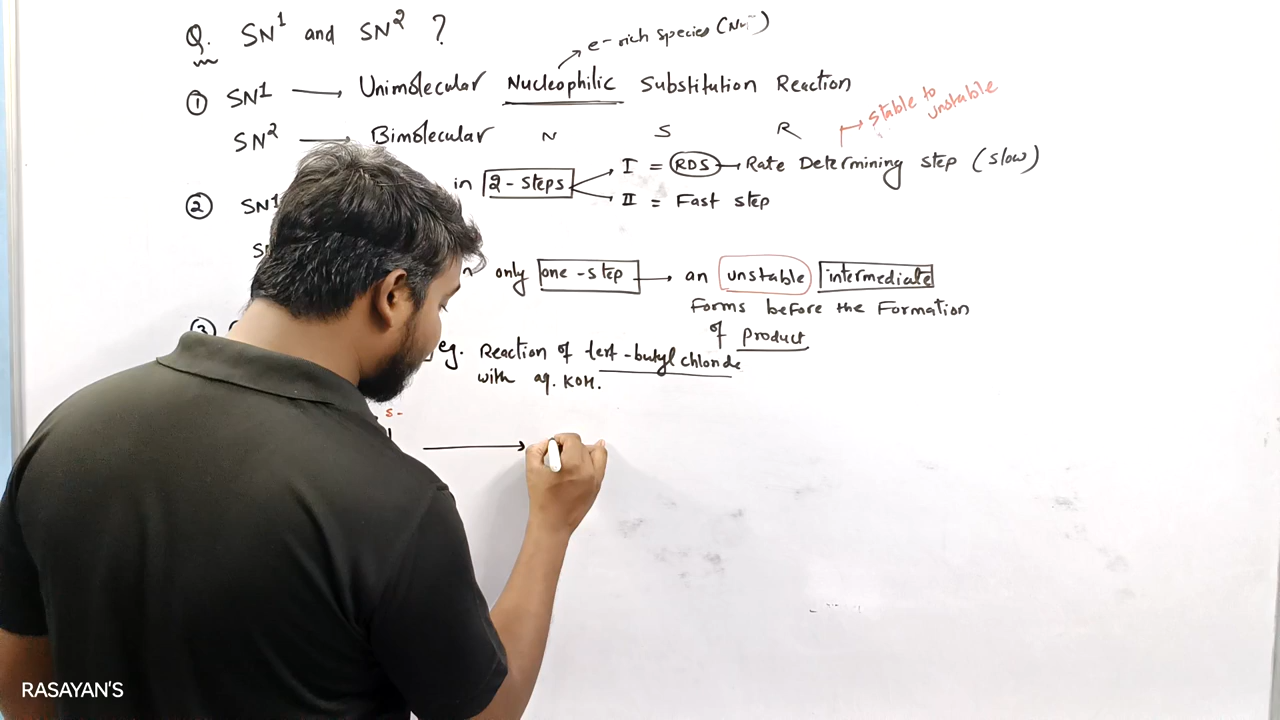 Q. SN1 and SN2 ?
e- rich species (Nu-)
① SN1 → Unimolecular Nucleophilic Substitution Reaction
stable to unstable
SN2 → Bimolecular N S R
② SN1 in 2-steps I = RDS → Rate Determining step (slow)
II = Fast step
only one-step → an unstable intermediate
forms before the Formation
of product
③
eg. Reaction of tert-butyl chloride
with aq. KOH.
RASAYAN'S